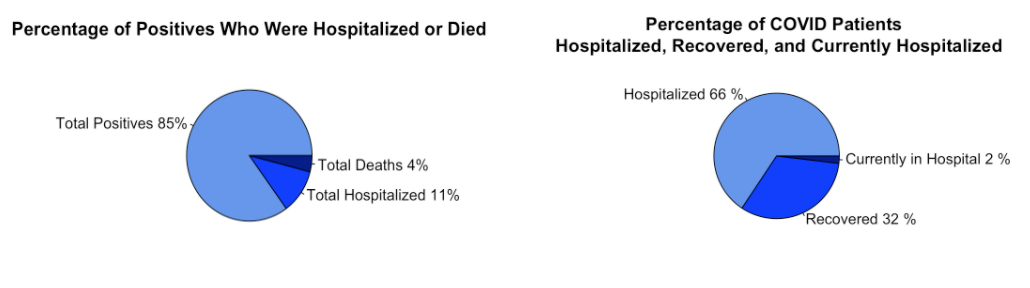 Percentage of Positives Who Were Hospitalized or Died
Total Positives 85%
Total Deaths 4%
Total Hospitalized 11%
Percentage of COVID Patients
Hospitalized, Recovered, and Currently Hospitalized
Hospitalized 66 %
Currently in Hospital 2 %
Recovered 32 %